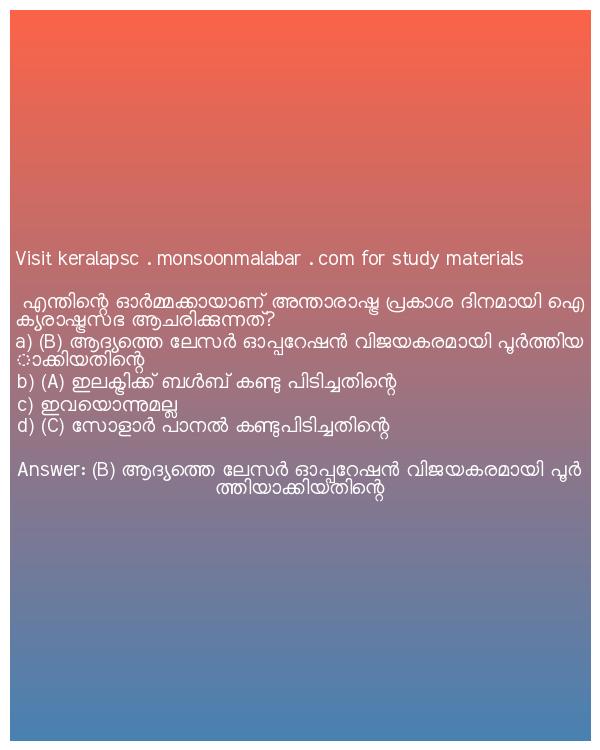 Visit keralapsc . monsoonmalabar . com for study materials
എന്തിന്റെ ഓർമ്മക്കായാണ് അന്താരാഷ്ട്ര പ്രകാശ ദിനമായി ഐ
ക്യരാഷ്ട്രസഭ ആചരിക്കുന്നത്?
a) (B) ആദ്യത്തെ ലേസർ ഓപ്പറേഷൻ വിജയകരമായി പൂർത്തിയ
ാക്കിയതിന്റെ
b) (A) ഇലക്ട്രിക്ക് ബൾബ് കണ്ടു പിടിച്ചതിന്റെ
c) ഇവയൊന്നുമല്ല
d) (C) സോളാർ പാനൽ കണ്ടുപിടിച്ചതിന്റെ
Answer: (B) ആദ്യത്തെ ലേസർ ഓപ്പറേഷൻ വിജയകരമായി പൂർ
ത്തിയാക്കിയതിന്റെ